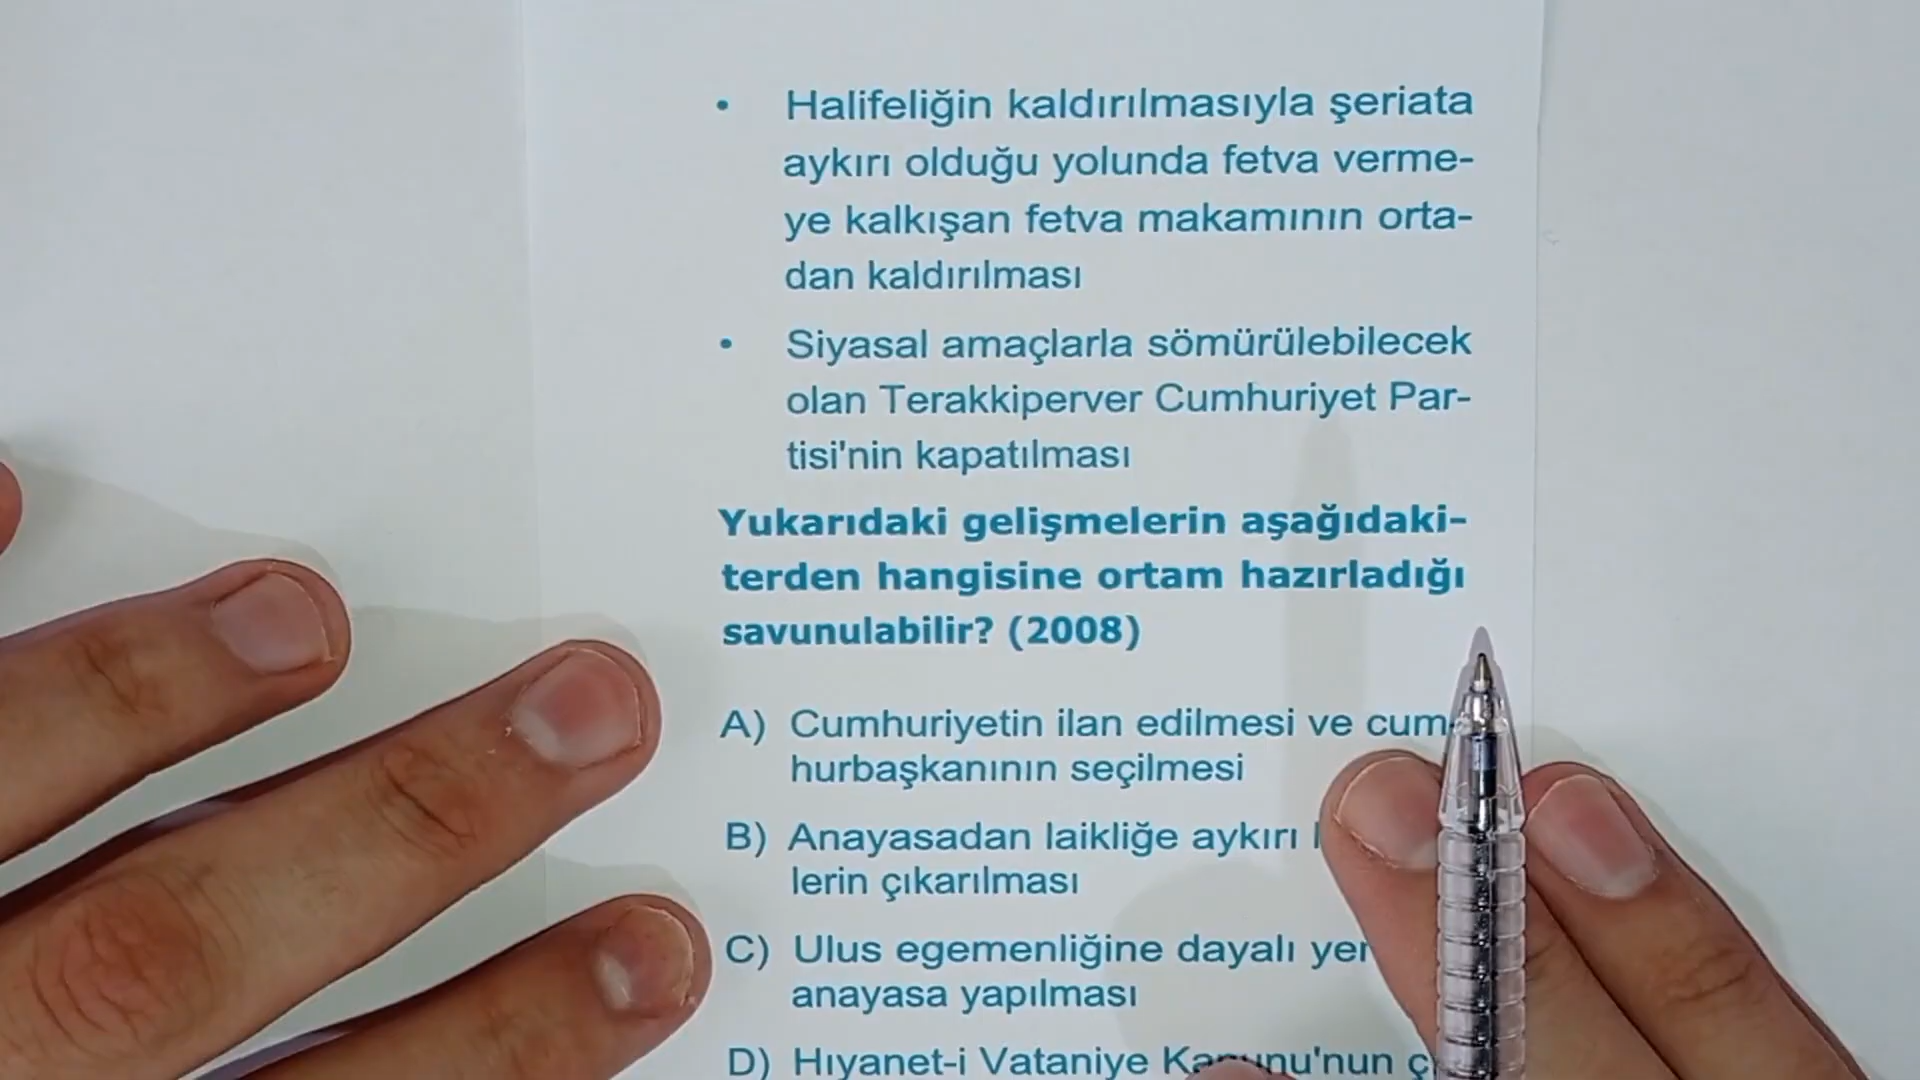 • Halifeliğin kaldırılmasıyla şeriata
aykırı olduğu yolunda fetva verme-
ye kalkışan fetva makamının orta-
dan kaldırılması
• Siyasal amaçlarla sömürülebilecek
olan Terakkiperver Cumhuriyet Par-
tisi'nin kapatılması
Yukarıdaki gelişmelerin aşağıdaki-
terden hangisine ortam hazırladığı
savunulabilir? (2008)
A) Cumhuriyetin ilan edilmesi ve cum-
hurbaşkanının seçilmesi
B) Anayasadan laikliğe aykırı
lerin çıkarılması
C) Ulus egemenliğine dayalı
anayasa yapılması
D) Hıyanet-i Vataniye Kanunu'nun